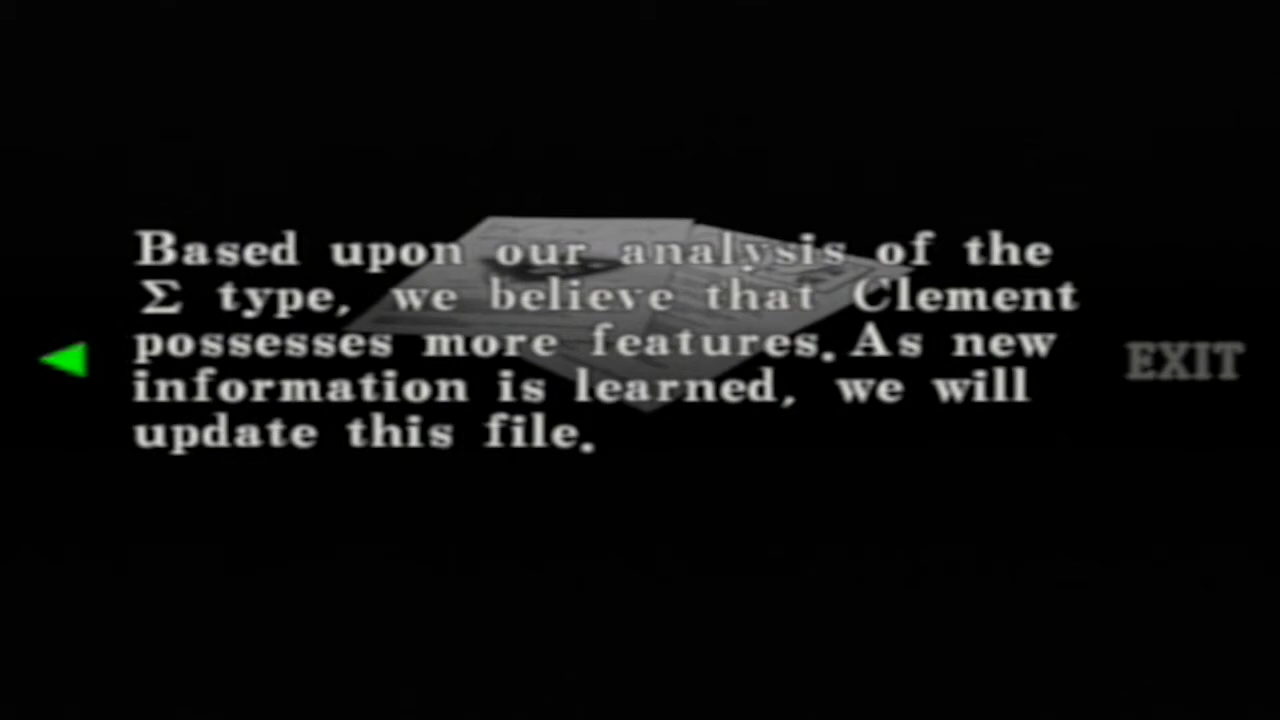 Based upon our analysis of the
Σ type, we believe that Clement
possesses more features. As new
information is learned, we will
update this file.
EXIT